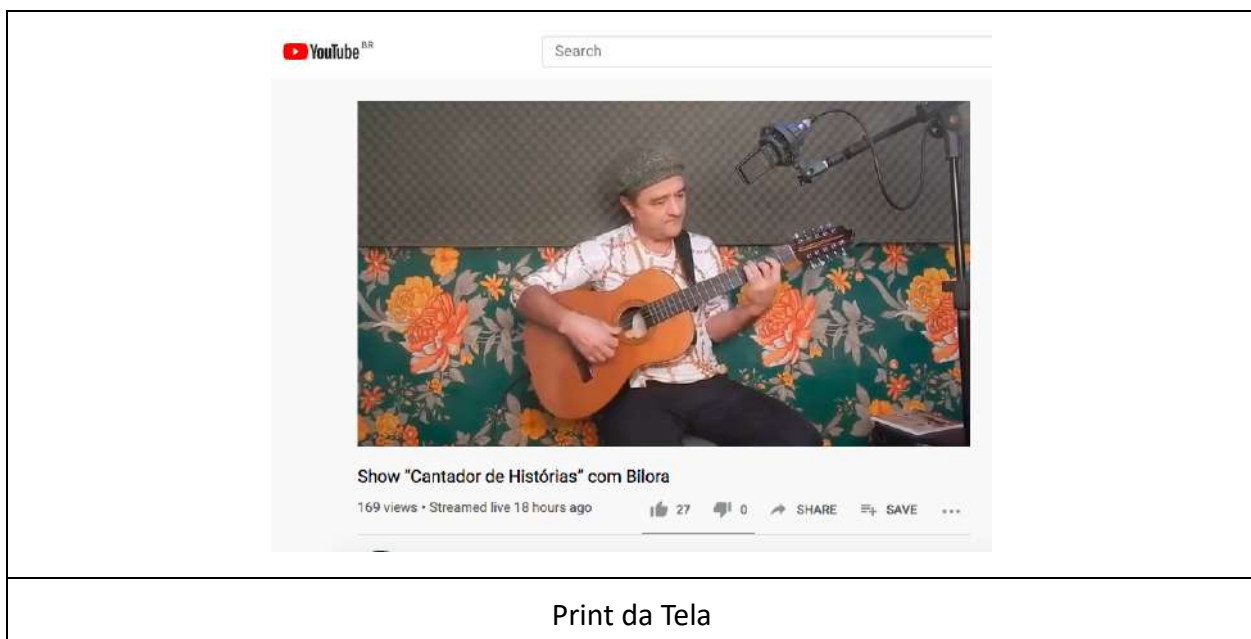 YouTube BR
Search
Show "Cantador de Histórias" com Bilora
169 views • Streamed live 18 hours ago 27 0 SHARE SAVE
Print da Tela